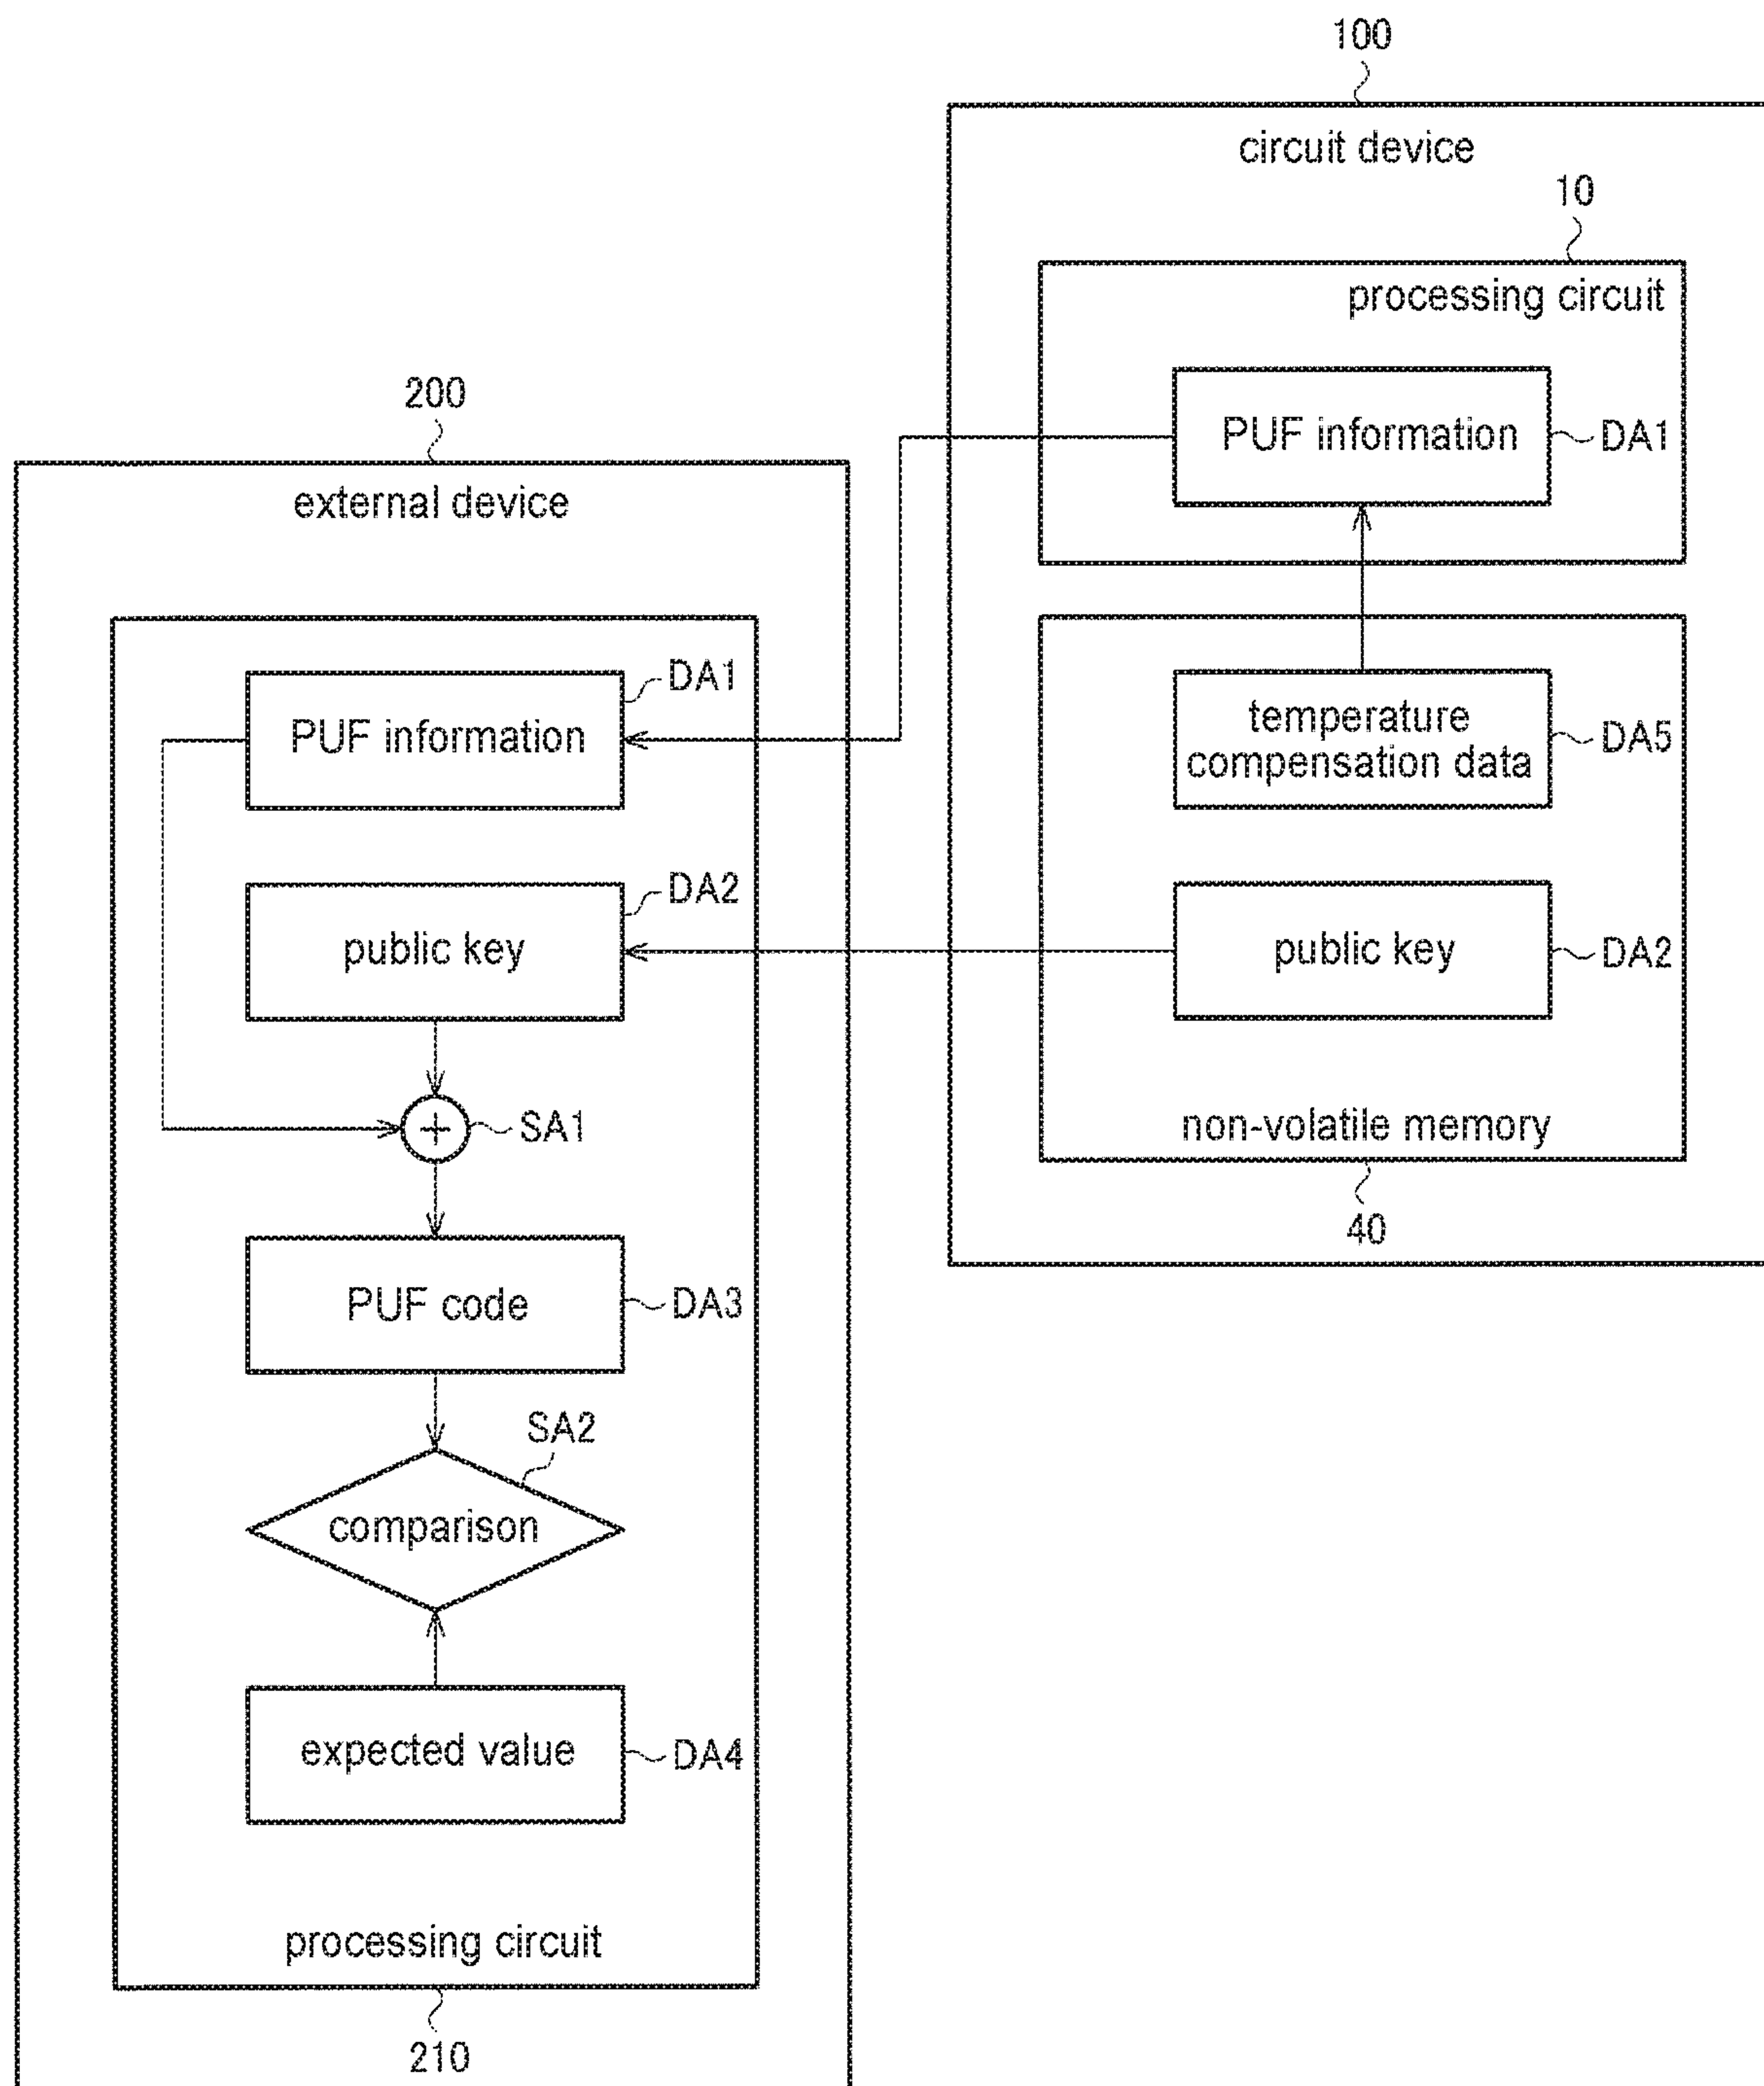 100
circuit device
10
processing circuit
PUF information
DA1
temperature
compensation data
DA5
public key
DA2
non-volatile memory
40
200
external device
PUF information
DA1
public key
DA2
+
SA1
PUF code
DA3
SA2
comparison
expected value
DA4
processing circuit
210